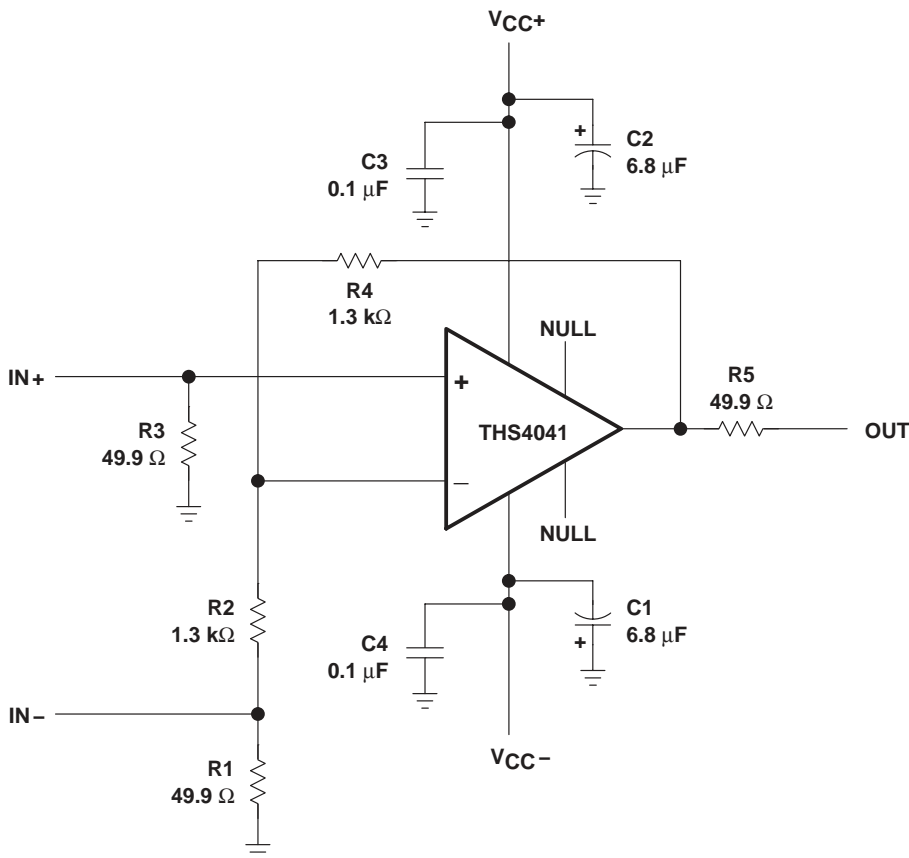 VCC+
C3
0.1 µF
+
C2
6.8 µF
R4
1.3 kΩ
NULL
IN+
+
R3
49.9 Ω
THS4041
R5
49.9 Ω
OUT
−
NULL
R2
1.3 kΩ
C4
0.1 µF
C1
6.8 µF
+
IN−
VCC−
R1
49.9 Ω